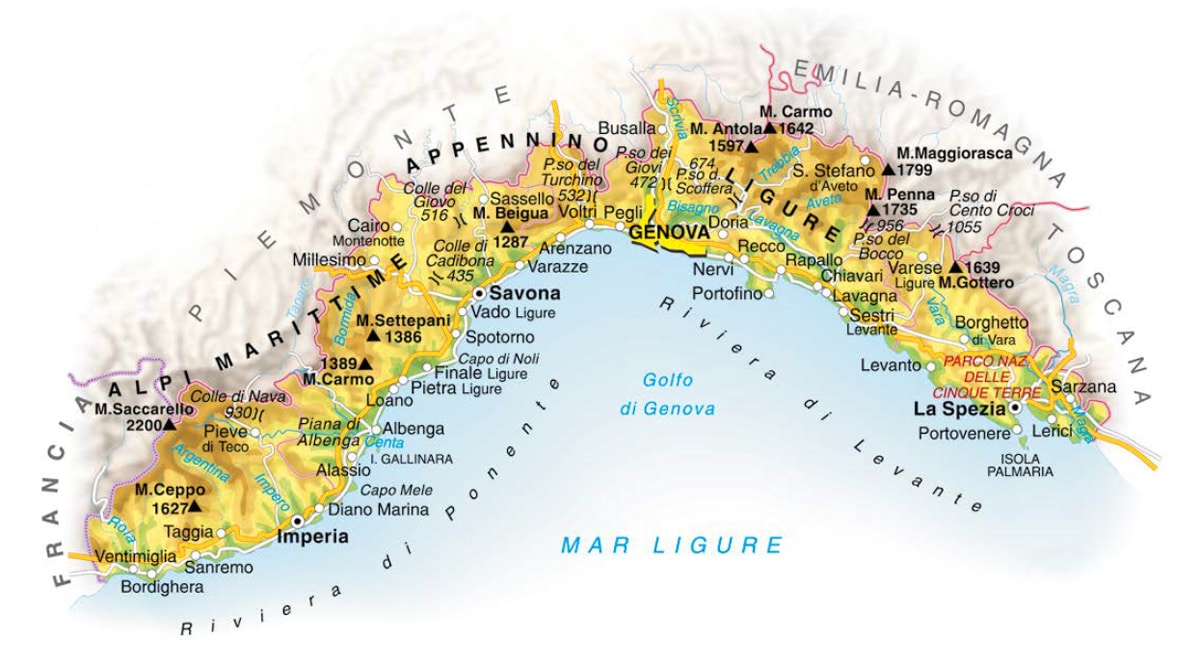 EMILIA-ROMAGNA
PIEMONTE
FRANCIA
TOSCANA
APPENNINO
LIGURE
ALPI MARITTIME
Scrivia
Busalla
M. Antola
1597
M. Carmo
1642
Trebbia
S. Stefano
d'Aveto
Aveto
M.Maggiorasca
1799
M. Penna
1735
P.so di
Cento Croci
1055
956
P.so del
Bocco
P.so dei
Giovi
472
674
P.so d.
Scoffera
P.so del
Turchino
532
Colle del
Giovo
516
Sassello
M. Beigua
1287
Voltri
Pegli
GENOVA
Bisagno
Doria
Lavagna
Cairo
Montenotte
Millesimo
Colle di
Cadibona
435
Arenzano
Varazze
Nervi
Recco
Rapallo
Portofino
Chiavari
Lavagna
Varese
Ligure
1639
M.Gottero
Sestri
Levante
Vara
Borghetto
di Vara
Magra
Tanaro
Bormida
Savona
Vado Ligure
M.Settepani
1386
Spotorno
1389
M.Carmo
Capo di Noli
Finale Ligure
Pietra Ligure
Loano
Levanto
PARCO NAZ.
DELLE
CINQUE TERRE
Sarzana
La Spezia
Magra
Portovenere
Lerici
ISOLA
PALMARIA
Golfo
di Genova
Riviera di Levante
Riviera di Ponente
MAR LIGURE
M.Saccarello
2200
Colle di Nava
930
Pieve
di Teco
Piana di
Albenga
Albenga
Centa
I. GALLINARA
Alassio
Argentina
Impero
Capo Mele
M.Ceppo
1627
Diano Marina
Taggia
Imperia
Roia
Ventimiglia
Sanremo
Bordighera